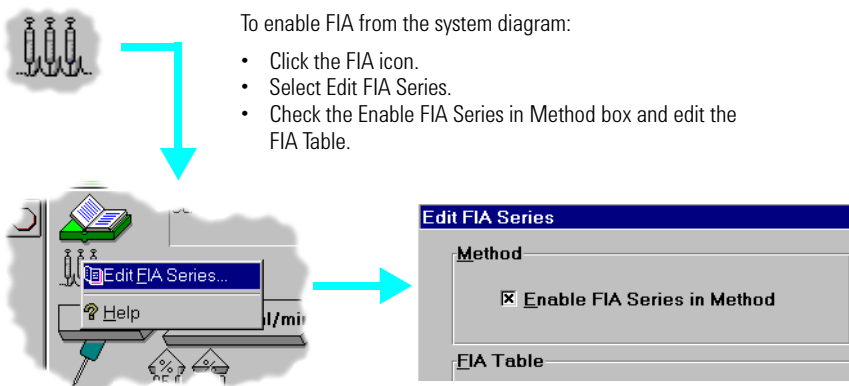 To enable FIA from the system diagram:
• Click the FIA icon.
• Select Edit FIA Series.
• Check the Enable FIA Series in Method box and edit the
FIA Table.
Edit FIA Series...
Help
l/min
Edit FIA Series
Method
Enable FIA Series in Method
FIA Table